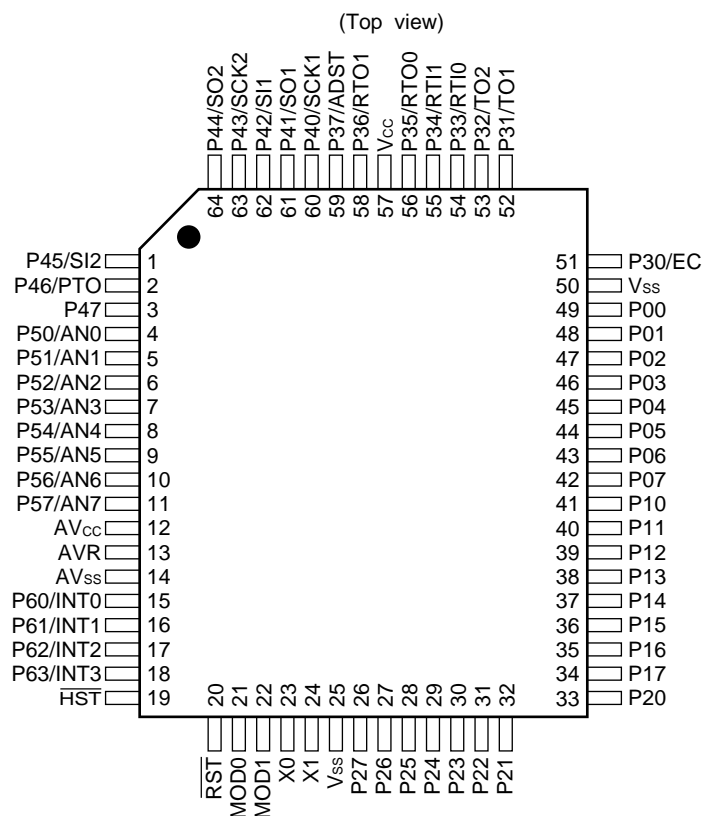 (Top view)
P44/SO2
P43/SCK2
P42/SI1
P41/SO1
P40/SCK1
P37/ADST
P36/RTO1
VCC
P35/RTO0
P34/RTI1
P33/RTI0
P32/TO2
P31/TO1
64
63
62
61
60
59
58
57
56
55
54
53
52
P45/SI2 1
P46/PTO 2
P47 3
P50/AN0 4
P51/AN1 5
P52/AN2 6
P53/AN3 7
P54/AN4 8
P55/AN5 9
P56/AN6 10
P57/AN7 11
AVCC 12
AVR 13
AVSS 14
P60/INT0 15
P61/INT1 16
P62/INT2 17
P63/INT3 18
HST 19
51 P30/EC
50 VSS
49 P00
48 P01
47 P02
46 P03
45 P04
44 P05
43 P06
42 P07
41 P10
40 P11
39 P12
38 P13
37 P14
36 P15
35 P16
34 P17
33 P20
20
21
22
23
24
25
26
27
28
29
30
31
32
RST
MOD0
MOD1
X0
X1
VSS
P27
P26
P25
P24
P23
P22
P21